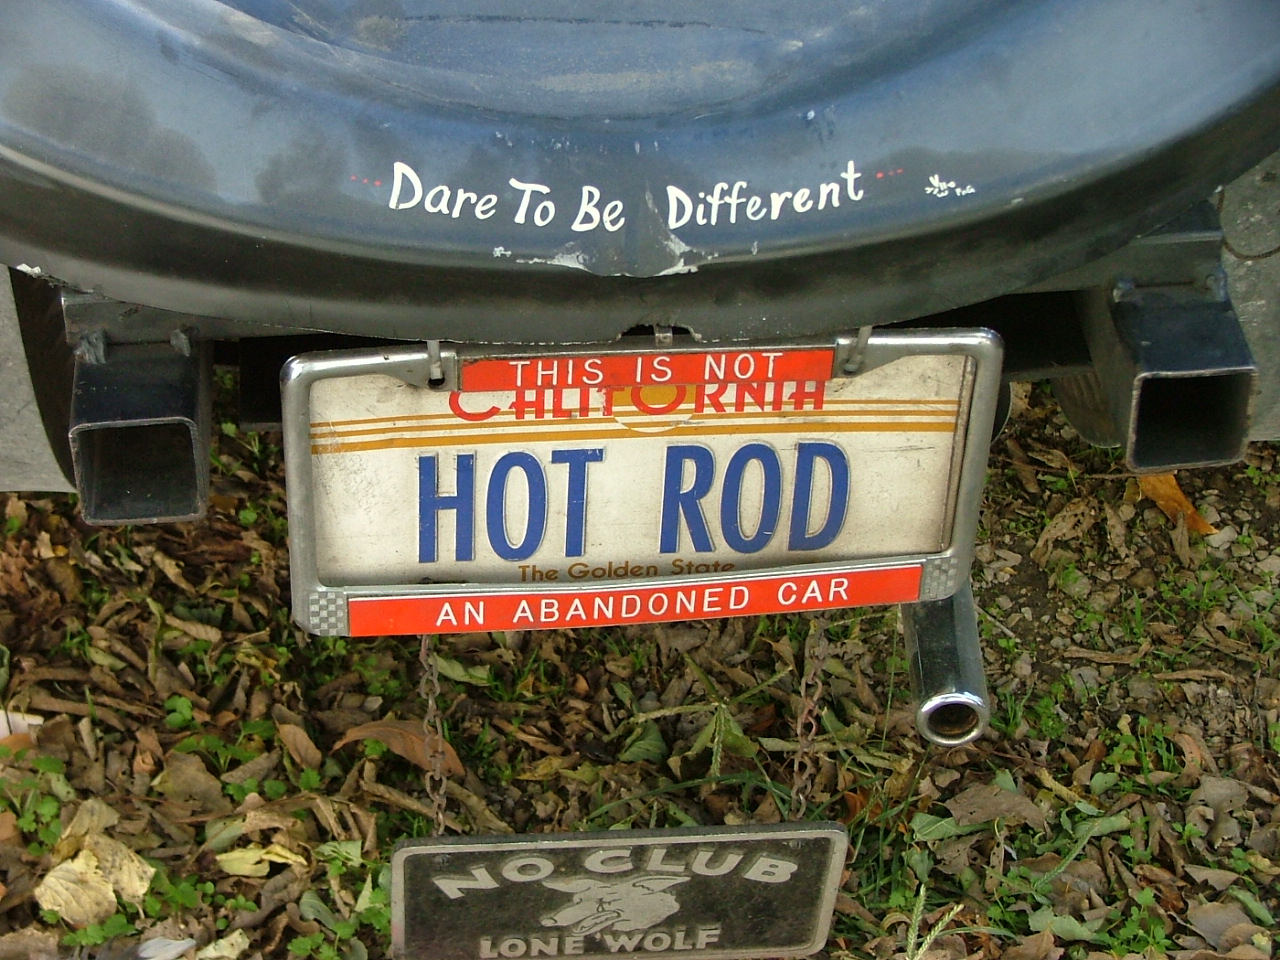 Dare To Be Different
THIS IS NOT
CALIFORNIA
HOT ROD
The Golden State
AN ABANDONED CAR
NO CLUB
LONE WOLF